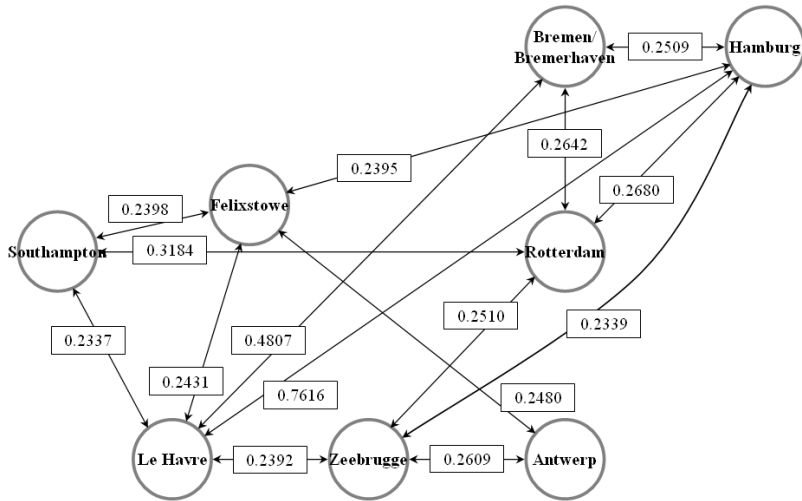 Bremen/
Bremerhaven
0.2509
Hamburg
0.2642
0.2395
0.2680
Felixstowe
0.2398
Southampton
0.3184
Rotterdam
0.2510
0.2339
0.2337
0.4807
0.2431
0.7616
0.2480
Le Havre
0.2392
Zeebrugge
0.2609
Antwerp